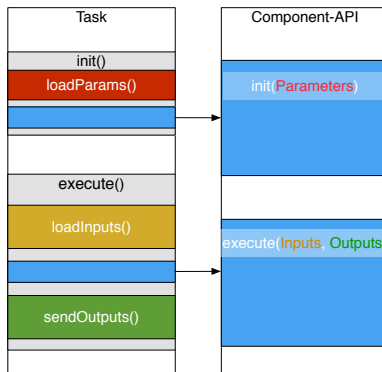 Task
Component-API
init()
loadParams()
init(Parameters)
execute()
loadInputs()
execute(Inputs, Outputs
sendOutputs()